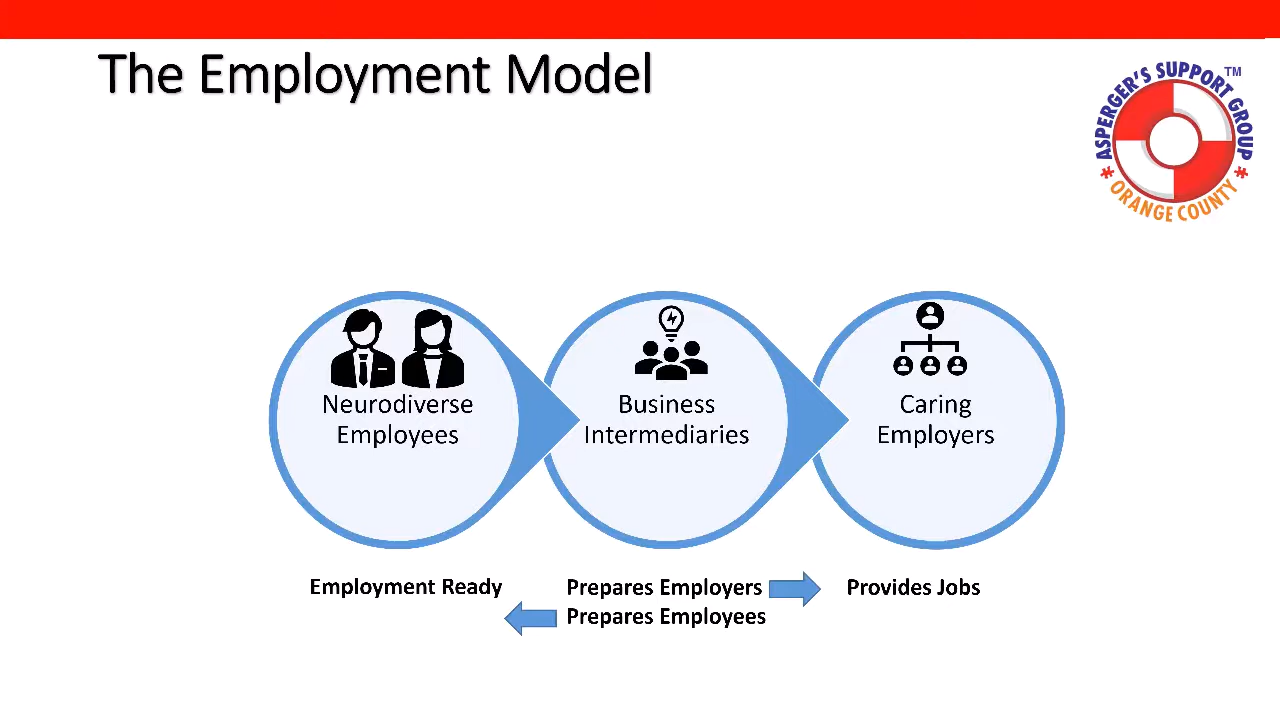 The Employment Model
ASPERGER'S SUPPORT GROUP TM
* ORANGE COUNTY *
Neurodiverse
Employees
Business
Intermediaries
Caring
Employers
Employment Ready
Prepares Employers
Provides Jobs
Prepares Employees